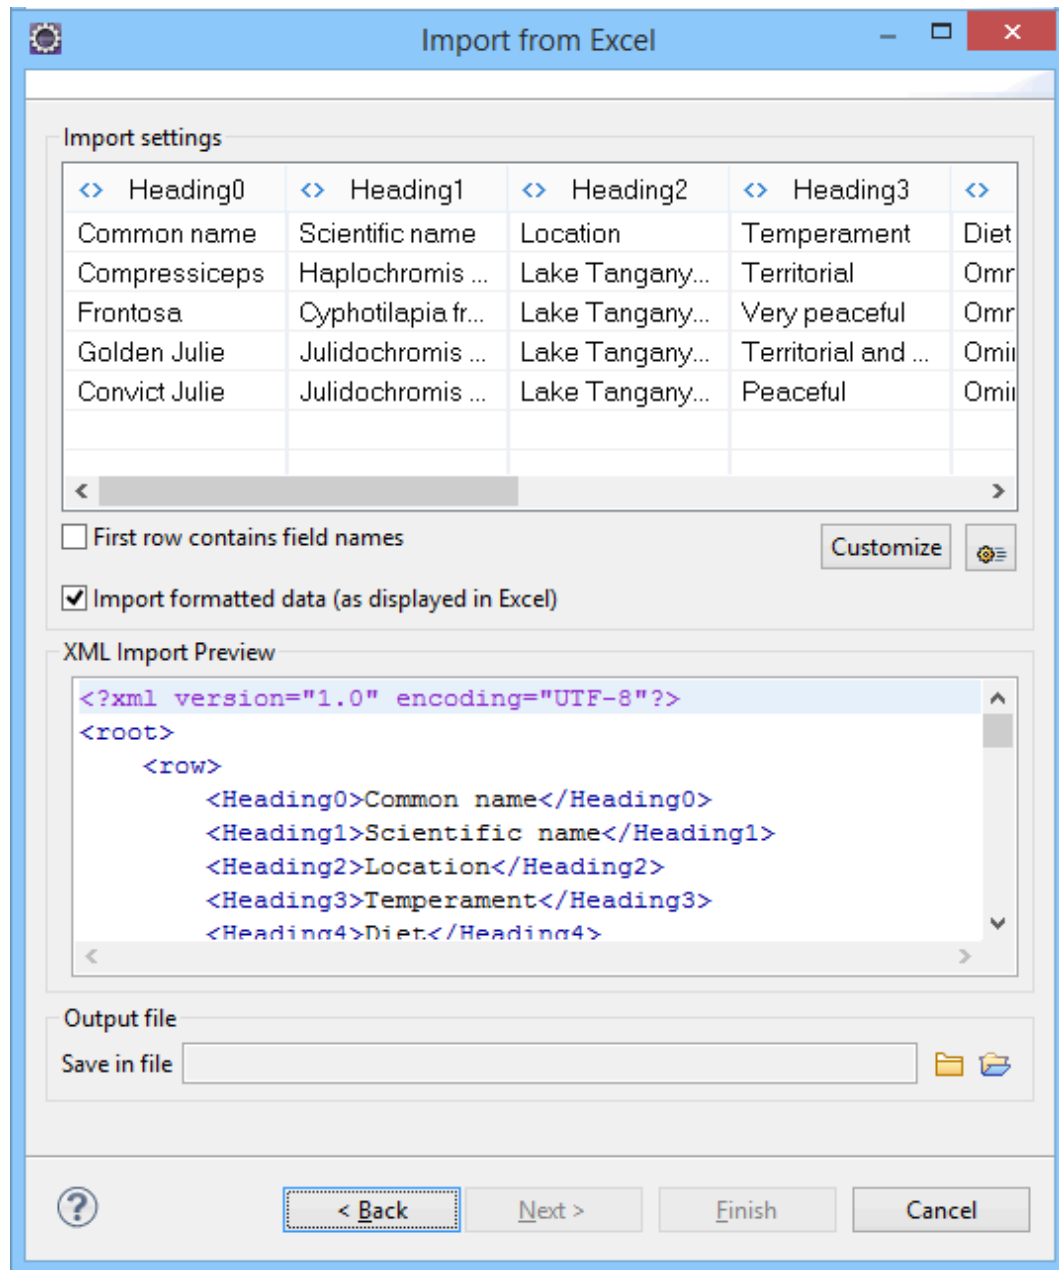 Import from Excel
Import settings
<> Heading0 <> Heading1 <> Heading2 <> Heading3 <>
Common name Scientific name Location Temperament Diet
Compressiceps Haplochromis ... Lake Tangany... Territorial
Frontosa Cyphotilapia fr... Lake Tangany... Very peaceful
Golden Julie Julidochromis ... Lake Tangany... Territorial and ...
Convict Julie Julidochromis ... Lake Tangany... Peaceful
First row contains field names
Customize
Import formatted data (as displayed in Excel)
XML Import Preview
<?xml version="1.0" encoding="UTF-8"?>
<root>
<row>
<Heading0>Common name</Heading0>
<Heading1>Scientific name</Heading1>
<Heading2>Location</Heading2>
<Heading3>Temperament</Heading3>
<Heading4>Diet</Heading4>
Output file
Save in file
< Back Next > Finish Cancel